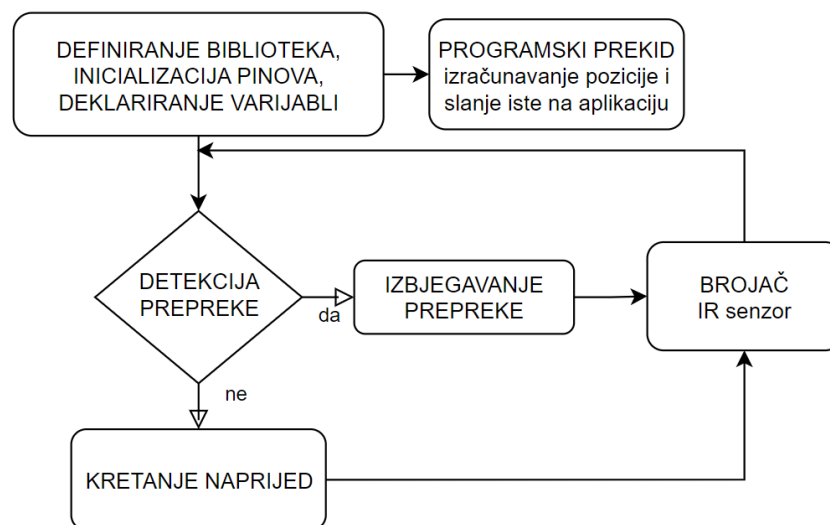 DEFINIRANJE BIBLIOTEKA,
INICIALIZACIJA PINOVA,
DEKLARIRANJE VARIJABLI
PROGRAMSKI PREKID
izračunavanje pozicije i
slanje iste na aplikaciju
DETEKCIJA
PREPREKE
da
IZBJEGAVANJE
PREPREKE
BROJAČ
IR senzor
ne
KRETANJE NAPRIJED